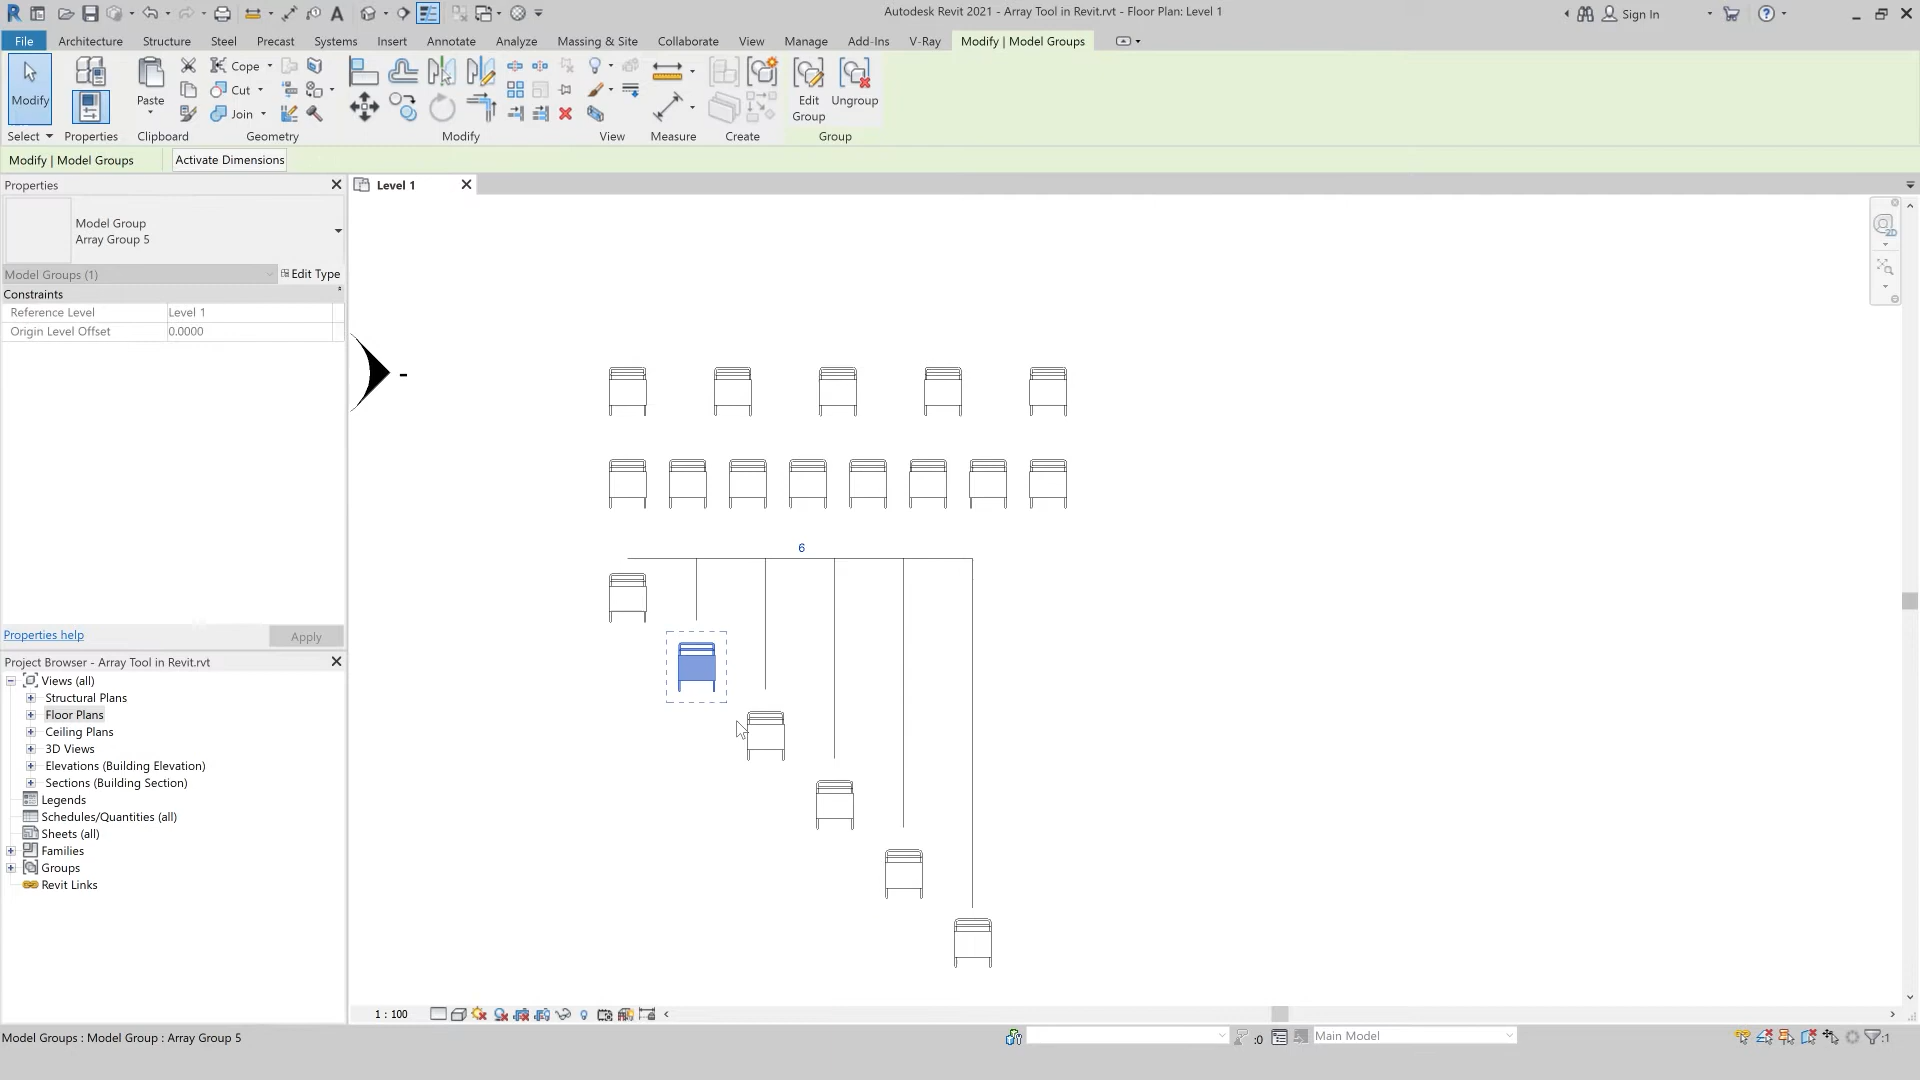 Autodesk Revit 2021 - Array Tool in Revit.rvt - Floor Plan: Level 1
Sign In
File
Architecture
Structure
Steel
Precast
Systems
Insert
Annotate
Analyze
Massing & Site
Collaborate
View
Manage
Add-Ins
V-Ray
Modify | Model Groups
Modify
Paste
Cope
Cut
Join
Edit
Group
Ungroup
Select
Properties
Clipboard
Geometry
Modify
View
Measure
Create
Group
Modify | Model Groups
Activate Dimensions
Properties
Level 1
Model Group
Array Group 5
Model Groups (1)
Edit Type
Constraints
Reference Level
Level 1
Origin Level Offset
0.0000
2D
6
Properties help
Apply
Project Browser - Array Tool in Revit.rvt
Views (all)
Structural Plans
Floor Plans
Ceiling Plans
3D Views
Elevations (Building Elevation)
Sections (Building Section)
Legends
Schedules/Quantities (all)
Sheets (all)
Families
Groups
Revit Links
1 : 100
Model Groups : Model Group : Array Group 5
:0
Main Model
:1